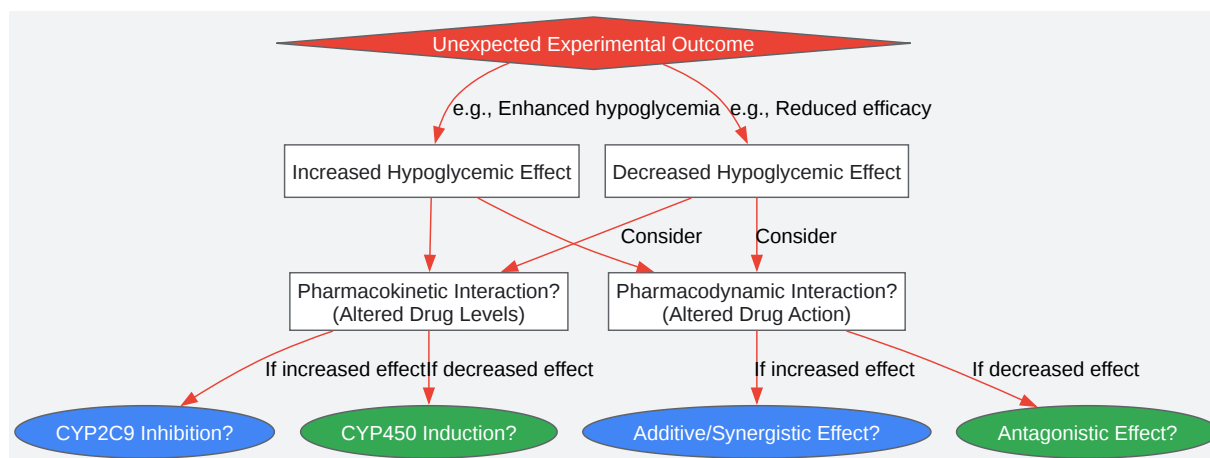 Unexpected Experimental Outcome
e.g., Enhanced hypoglycemia
e.g., Reduced efficacy
Increased Hypoglycemic Effect
Decreased Hypoglycemic Effect
Consider
Consider
Pharmacokinetic Interaction?
(Altered Drug Levels)
Pharmacodynamic Interaction?
(Altered Drug Action)
If increased effect
If decreased effect
If increased effect
If decreased effect
CYP2C9 Inhibition?
CYP450 Induction?
Additive/Synergistic Effect?
Antagonistic Effect?